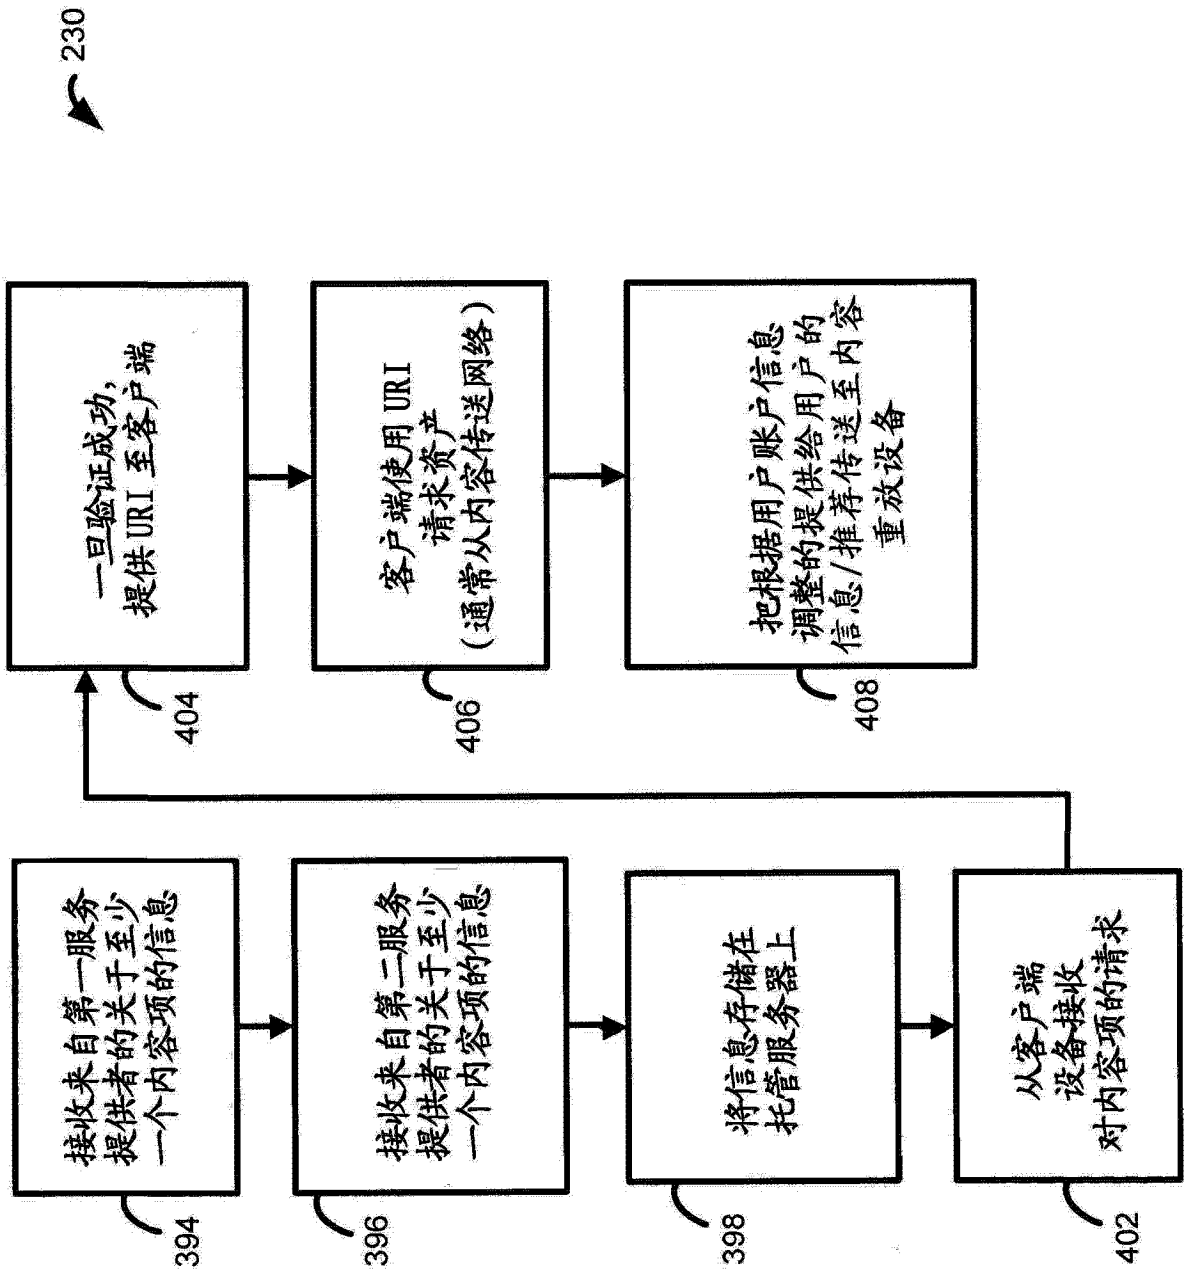 230
接收来自第一服务
提供者的关于至少
一个内容项的信息
394
接收来自第二服务
提供者的关于至少
一个内容项的信息
396
将信息存储在
托管服务器上
398
从客户端
设备接收
对内容项的请求
402
一旦验证成功,
提供URI至客户端
404
客户端使用URI
请求资产
(通常从内容传送网络)
406
把根据用户账户信息
调整的提供给用户的
信息/推荐传送至内容
重放设备
408